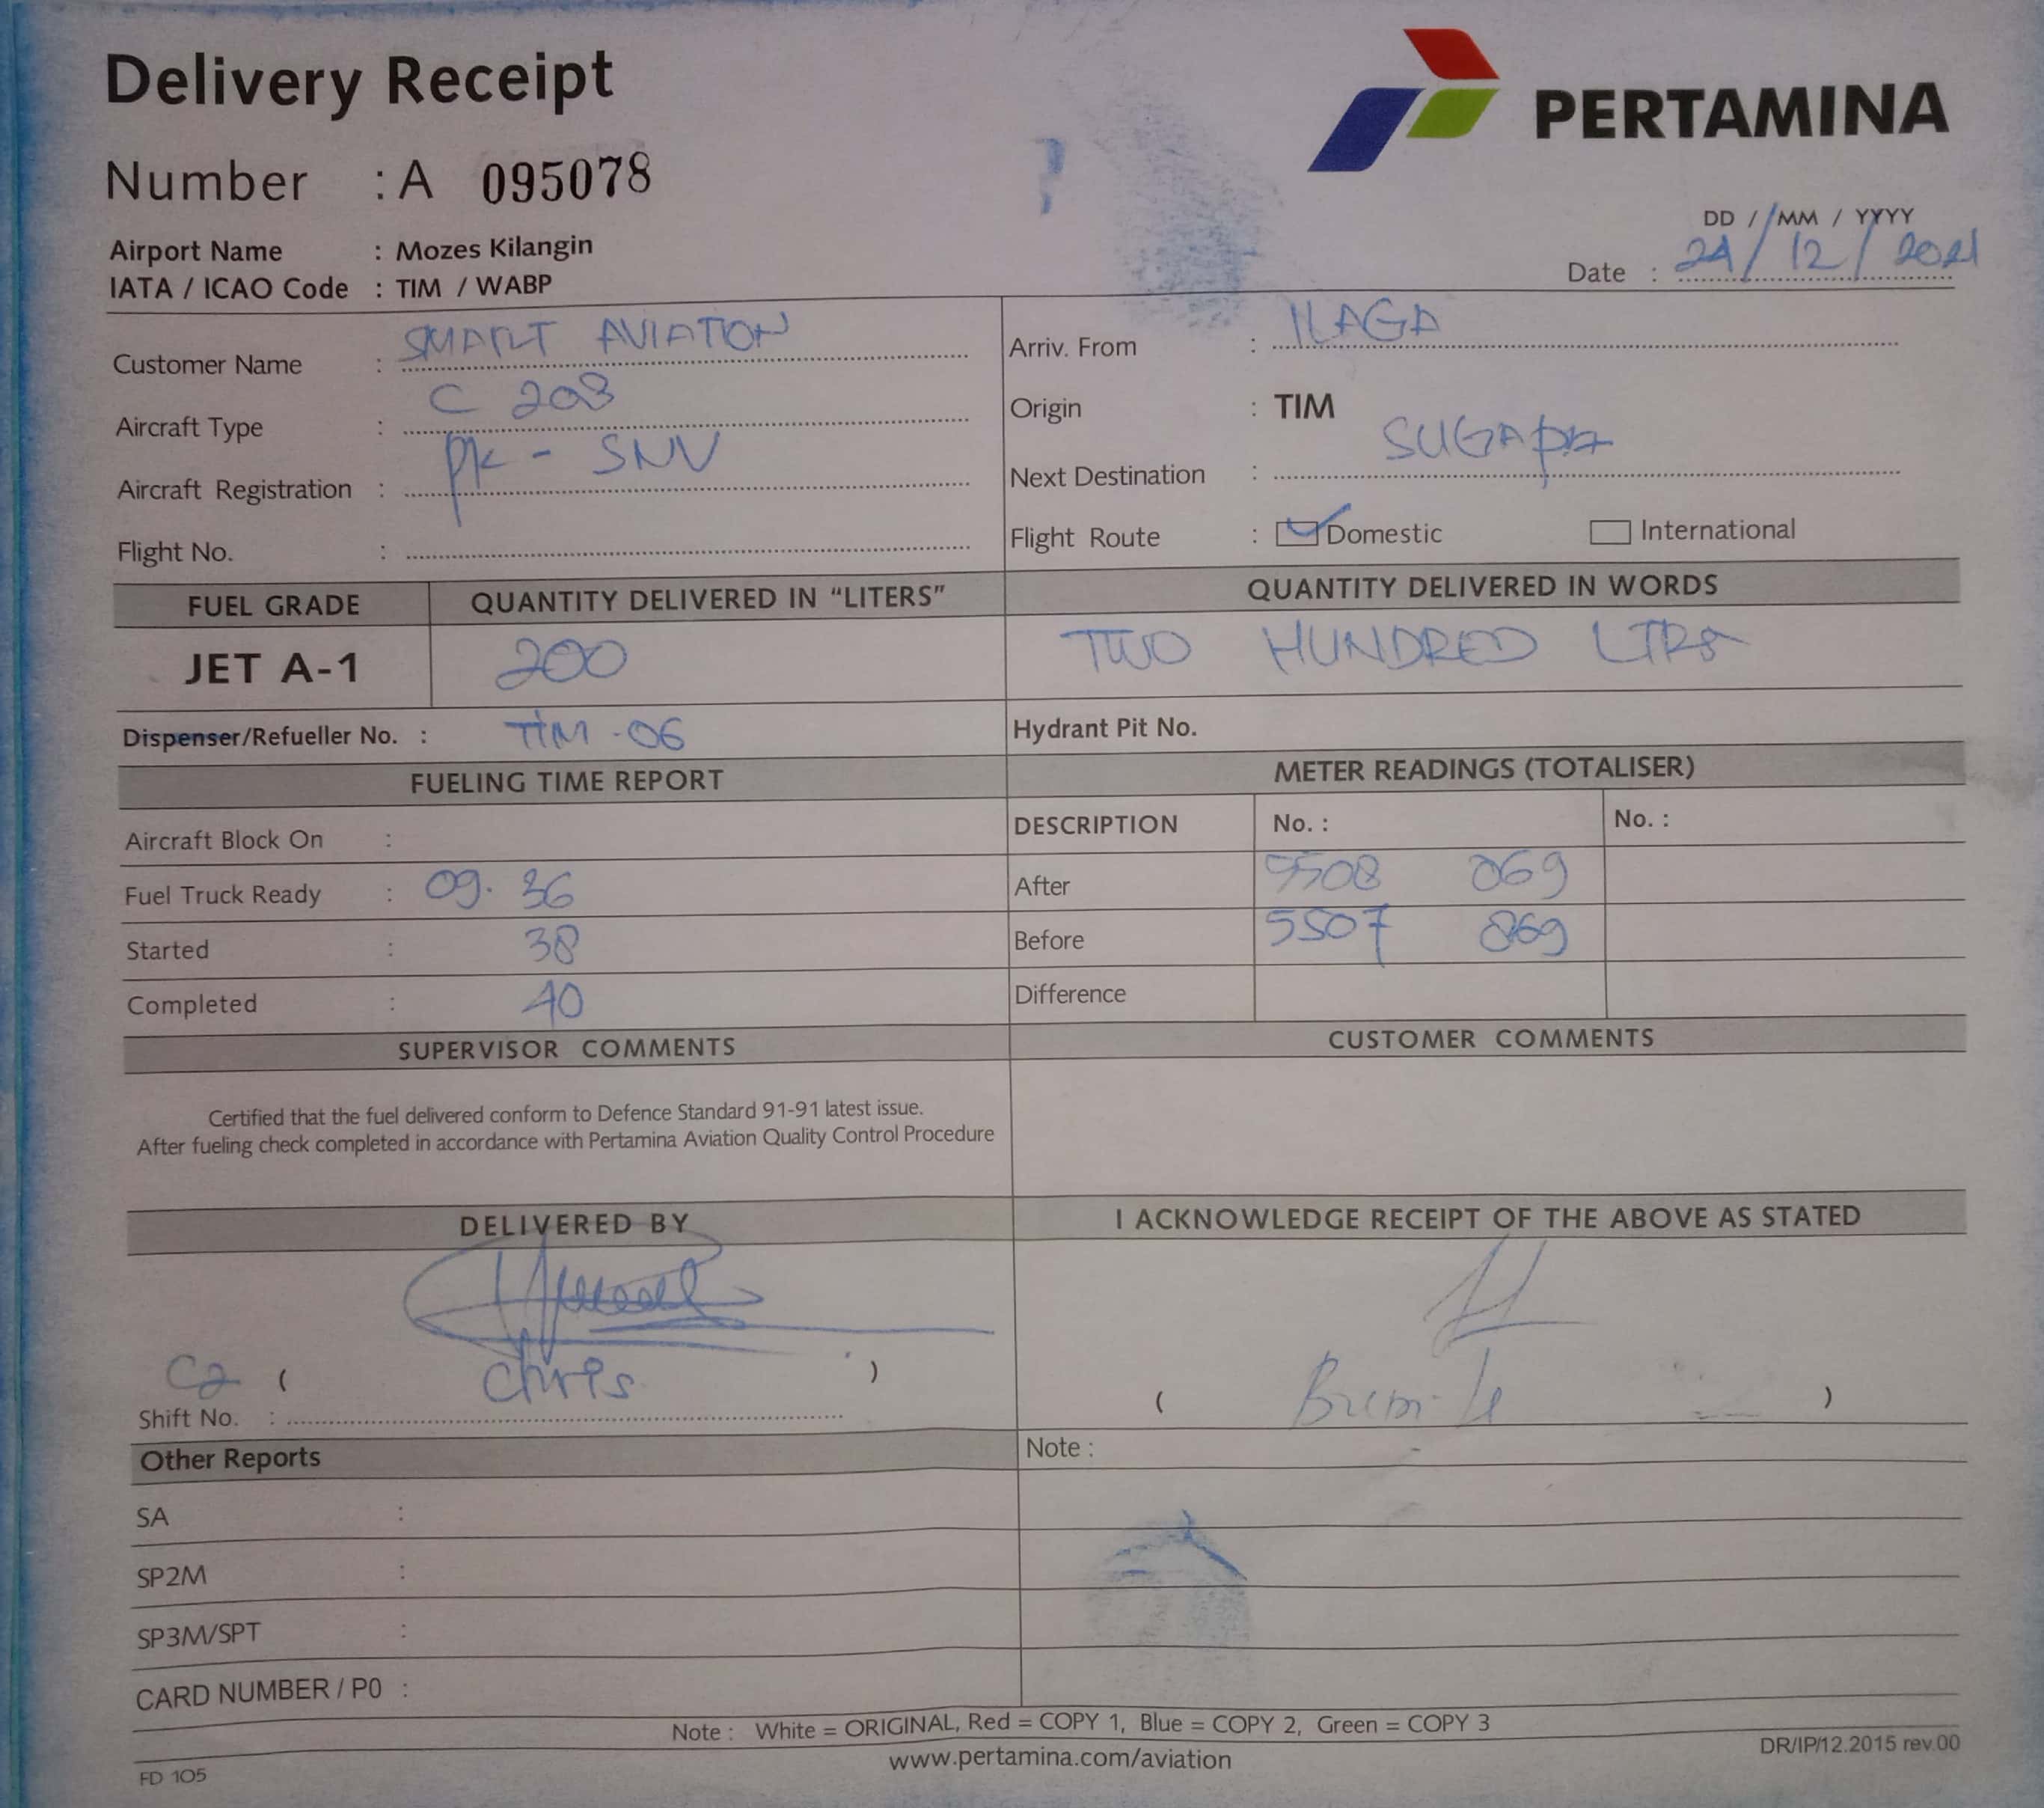 Delivery Receipt
PERTAMINA
Number : A 095078
Airport Name : Mozes Kilangin
IATA / ICAO Code : TIM / WABP
DD / MM / YYYY
Date : 24/12/2021
Customer Name : SMART AVIATION
Aircraft Type : C 208
Aircraft Registration : PK - SNV
Flight No. :
Arriv. From : ILAGA
Origin : TIM
Next Destination : SUGAPA
Flight Route : Domestic International
FUEL GRADE QUANTITY DELIVERED IN “LITERS” QUANTITY DELIVERED IN WORDS
JET A-1 200 TWO HUNDRED LTRS
Dispenser/Refueller No. : TIM - 06 Hydrant Pit No.
FUELING TIME REPORT METER READINGS (TOTALISER)
Aircraft Block On : DESCRIPTION No. : No. :
Fuel Truck Ready : 09. 36 After 5508 069
Started : 38 Before 5507 869
Completed : 40 Difference
SUPERVISOR COMMENTS CUSTOMER COMMENTS
Certified that the fuel delivered conform to Defence Standard 91-91 latest issue.
After fueling check completed in accordance with Pertamina Aviation Quality Control Procedure
DELIVERED BY I ACKNOWLEDGE RECEIPT OF THE ABOVE AS STATED
C2 ( Chris ) ( )
Shift No. :
Other Reports Note :
SA :
SP2M :
SP3M/SPT :
CARD NUMBER / P0 :
Note : White = ORIGINAL, Red = COPY 1, Blue = COPY 2, Green = COPY 3
www.pertamina.com/aviation
FD 105
DR/IP/12.2015 rev.00